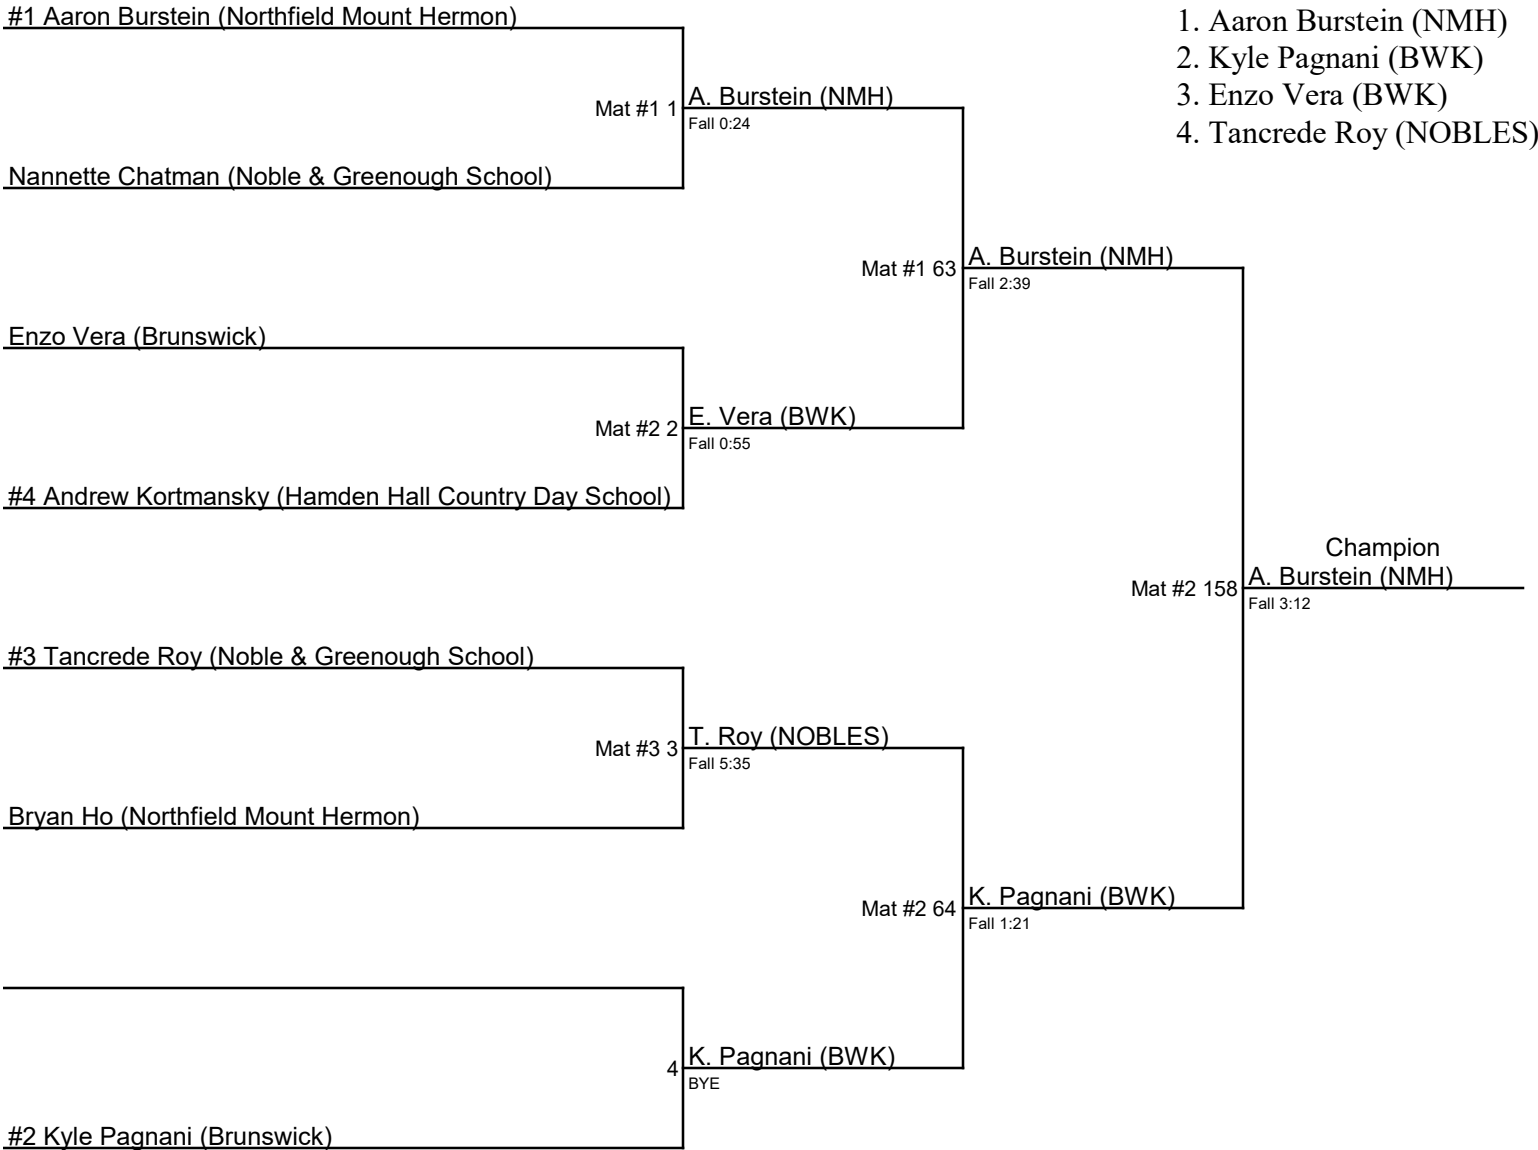 #1 Aaron Burstein (Northfield Mount Hermon)
1. Aaron Burstein (NMH)
2. Kyle Pagnani (BWK)
3. Enzo Vera (BWK)
4. Tancrede Roy (NOBLES)
Mat #1 1
A. Burstein (NMH)
Fall 0:24
Nannette Chatman (Noble & Greenough School)
Mat #1 63
A. Burstein (NMH)
Fall 2:39
Enzo Vera (Brunswick)
Mat #2 2
E. Vera (BWK)
Fall 0:55
#4 Andrew Kortmansky (Hamden Hall Country Day School)
Champion
Mat #2 158
A. Burstein (NMH)
Fall 3:12
#3 Tancrede Roy (Noble & Greenough School)
Mat #3 3
T. Roy (NOBLES)
Fall 5:35
Bryan Ho (Northfield Mount Hermon)
Mat #2 64
K. Pagnani (BWK)
Fall 1:21
4
K. Pagnani (BWK)
BYE
#2 Kyle Pagnani (Brunswick)